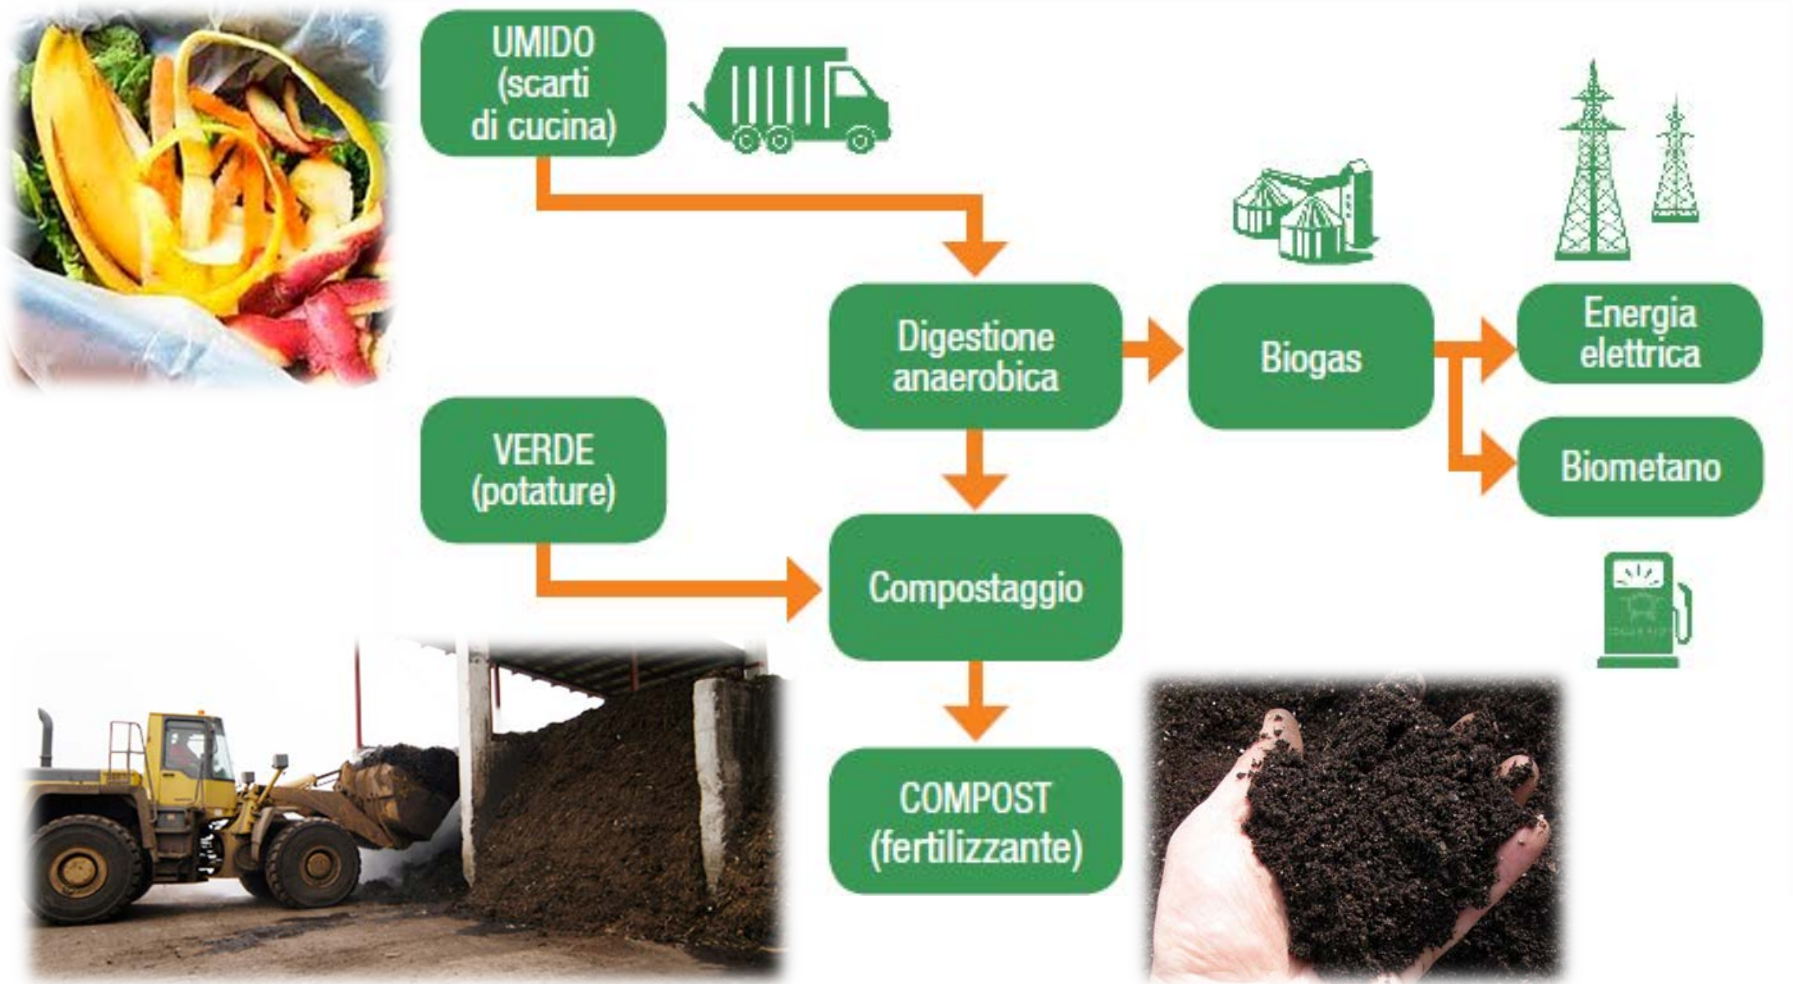 UMIDO
(scarti
di cucina)
Digestione
anaerobica
Biogas
Energia
elettrica
Biometano
VERDE
(potature)
Compostaggio
COMPOST
(fertilizzante)